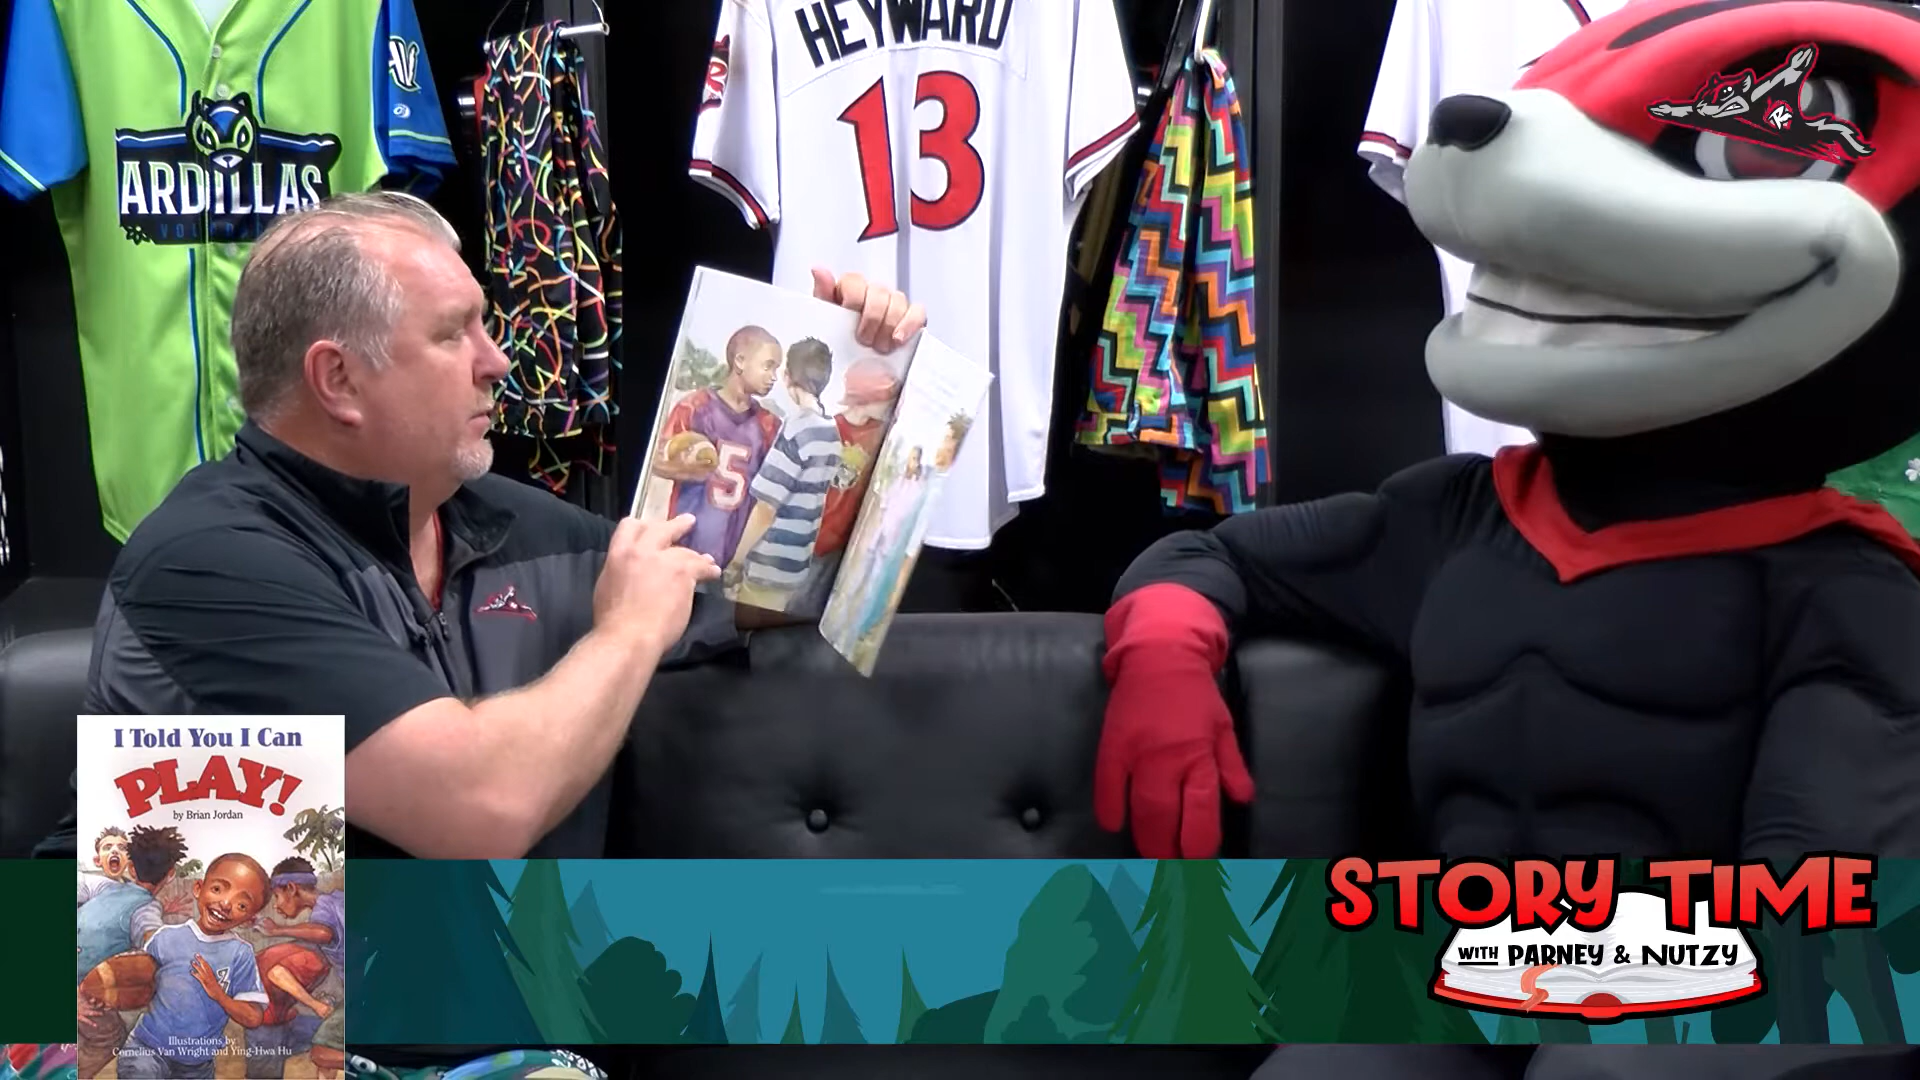 HEYWARD
13
ARDILLAS
5
I Told You I Can
PLAY!
by Brian Jordan
Illustrations by
Cornelius Van Wright and Ying-Hwa Hu
STORY TIME
WITH PARNEY & NUTZY